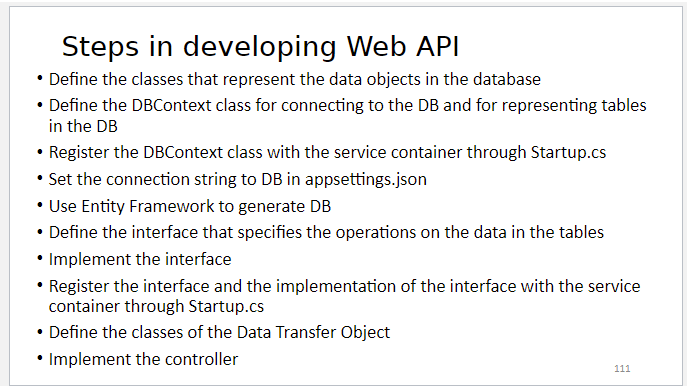 Steps in developing Web API
• Define the classes that represent the data objects in the database
• Define the DBContext class for connecting to the DB and for representing tables
in the DB
• Register the DBContext class with the service container through Startup.cs
• Set the connection string to DB in appsettings.json
• Use Entity Framework to generate DB
• Define the interface that specifies the operations on the data in the tables
• Implement the interface
• Register the interface and the implementation of the interface with the service
container through Startup.cs
• Define the classes of the Data Transfer Object
• Implement the controller
111